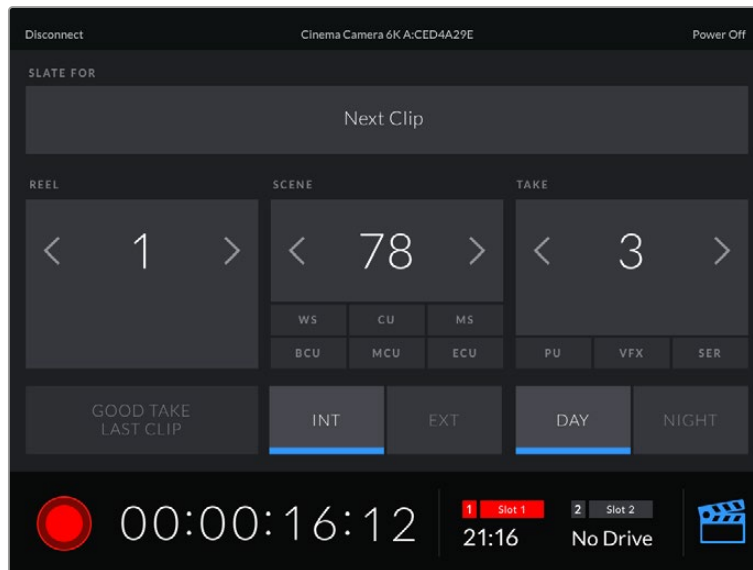 Disconnect Cinema Camera 6K A:CED4A29E Power Off
SLATE FOR
Next Clip
REEL SCENE TAKE
1 78 3
WS CU MS
BCU MCU ECU PU VFX SER
GOOD TAKE
LAST CLIP
INT EXT DAY NIGHT
00:00:16:12
1 Slot 1 2 Slot 2
21:16 No Drive